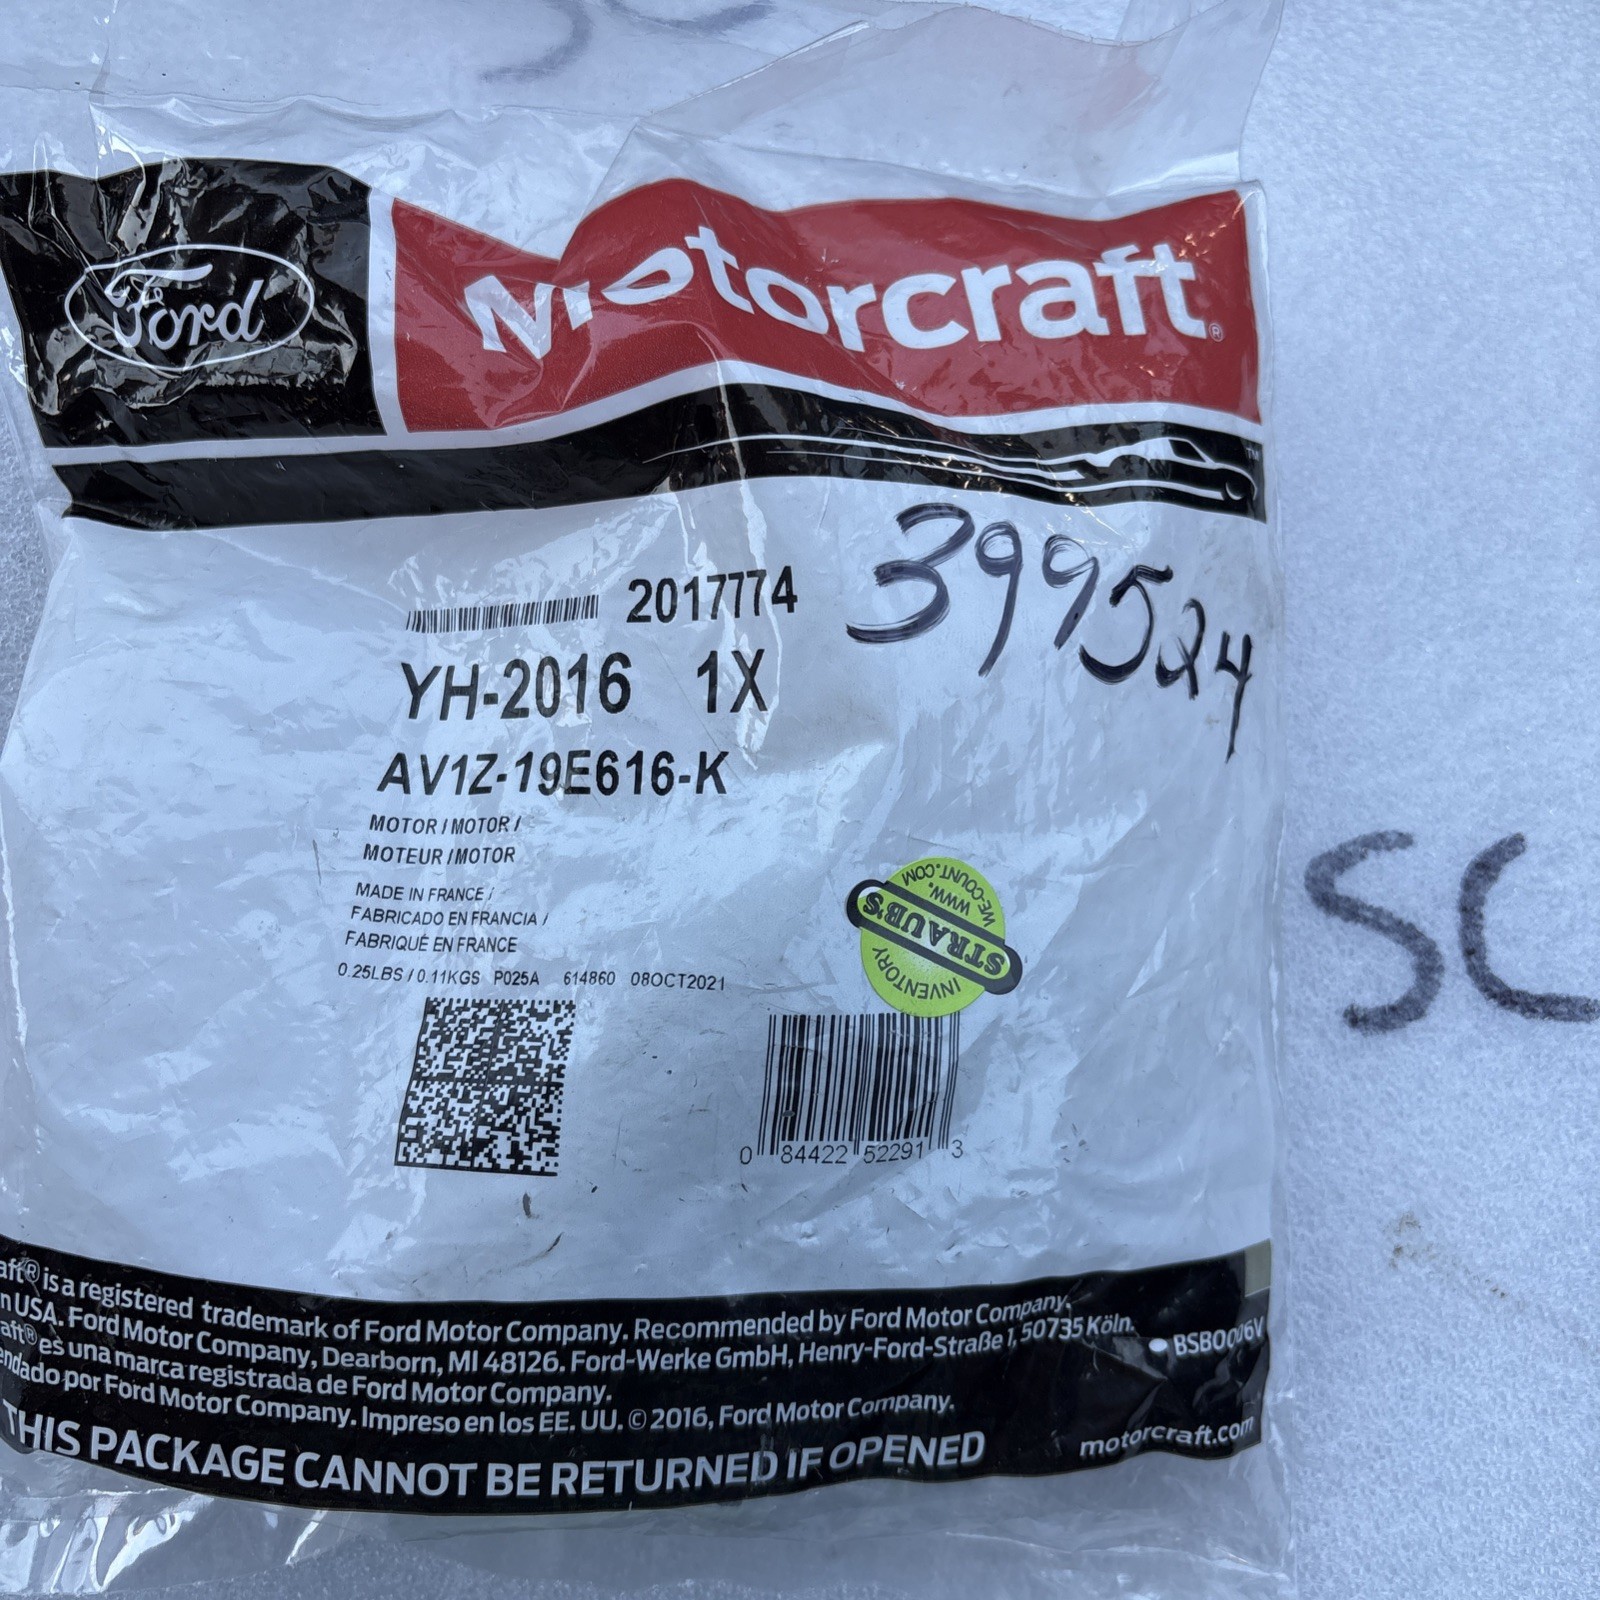 Ford
Motorcraft®
TM
2017774
399524
YH-2016 1X
AV1Z-19E616-K
MOTOR / MOTOR /
MOTEUR / MOTOR
MADE IN FRANCE /
FABRICADO EN FRANCIA /
FABRIQUÉ EN FRANCE
0.25LBS / 0.11KGS P025A 614860 08OCT2021
WWW.
WE-COUNT.COM
STRAUB'S
INVENTORY
SC
0 84422 52291 3
aft® is a registered trademark of Ford Motor Company. Recommended by Ford Motor Company.
n USA. Ford Motor Company, Dearborn, MI 48126. Ford-Werke GmbH, Henry-Ford-Straße 1, 50735 Köln.
raft® es una marca registrada de Ford Motor Company.
endado por Ford Motor Company. Impreso en los EE. UU. © 2016, Ford Motor Company.
BSB0006V
THIS PACKAGE CANNOT BE RETURNED IF OPENED
motorcraft.com